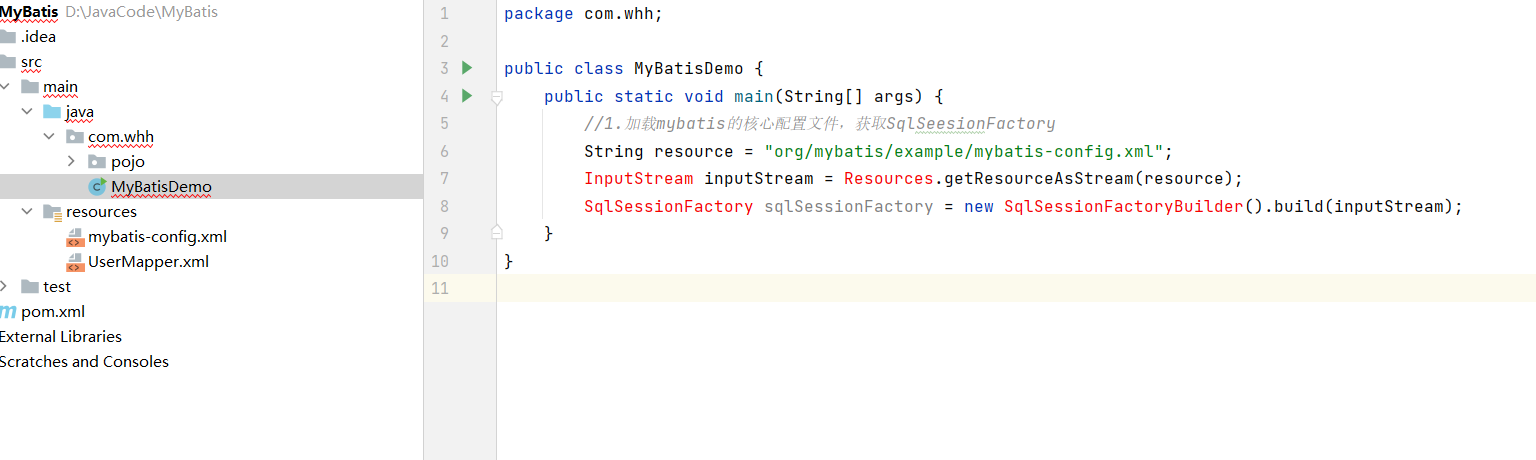 MyBatis D:\JavaCode\MyBatis
.idea
src
main
java
com.whh
pojo
MyBatisDemo
resources
mybatis-config.xml
UserMapper.xml
test
pom.xml
External Libraries
Scratches and Consoles
1 package com.whh;
2
3 public class MyBatisDemo {
4 public static void main(String[] args) {
5 //1.加载mybatis的核心配置文件，获取SqlSeesionFactory
6 String resource = "org/mybatis/example/mybatis-config.xml";
7 InputStream inputStream = Resources.getResourceAsStream(resource);
8 SqlSessionFactory sqlSessionFactory = new SqlSessionFactoryBuilder().build(inputStream);
9 }
10 }
11